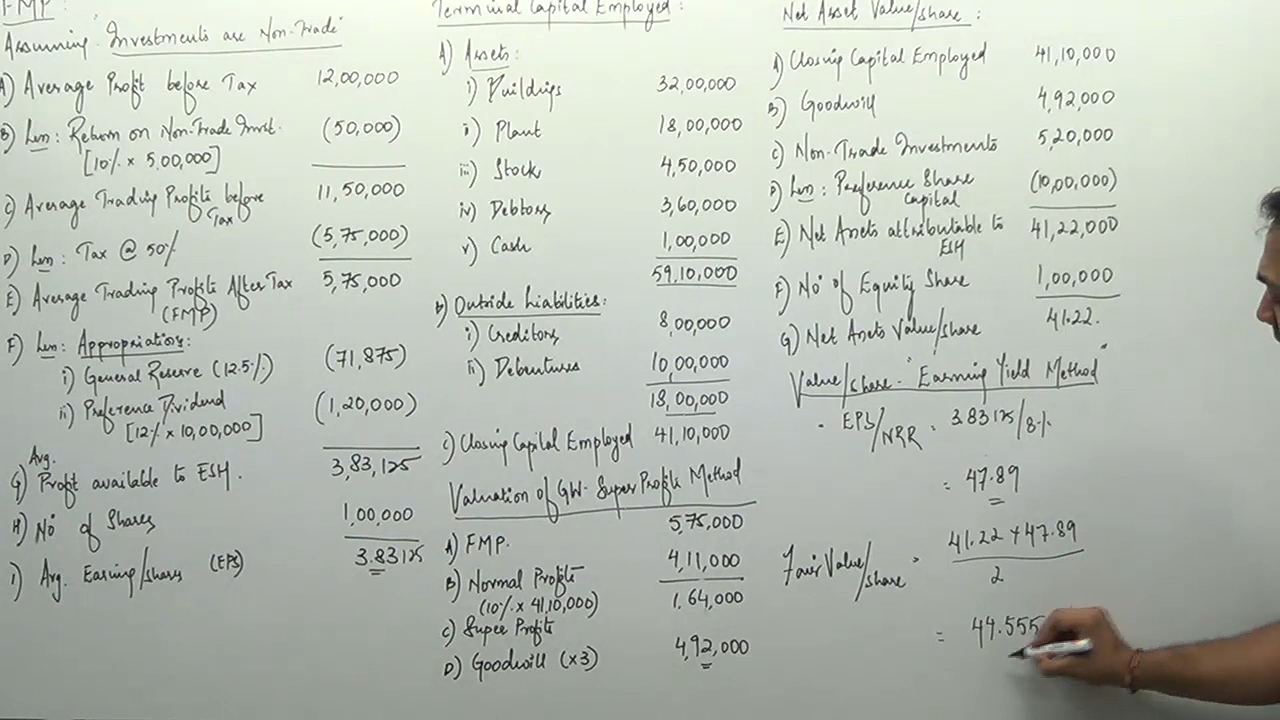 FMP:
Assuming "Investments are Non-Trade"
A) Average Profit before Tax 12,00,000
B) Less: Return on Non-Trade Invst. (50,000)
[10% x 5,00,000]
C) Average Trading Profits before Tax 11,50,000
D) Less: Tax @ 50% (5,75,000)
E) Average Trading Profits After Tax 5,75,000
(FMP)
F) Less: Appropriations:
i) General Reserve (12.5%) (71,875)
ii) Preference Dividend (1,20,000)
[12% x 10,00,000]
G) Avg. Profit available to ESH. 3,83,125
H) No of Shares 1,00,000
I) Avg. Earning/shares (EPS) 3.83125
Terminal Capital Employed:
A) Assets:
i) Buildings 32,00,000
ii) Plant 18,00,000
iii) Stock 4,50,000
iv) Debtors 3,60,000
v) Cash 1,00,000
59,10,000
B) Outside Liabilities:
i) Creditors 8,00,000
ii) Debentures 10,00,000
18,00,000
C) Closing Capital Employed 41,10,000
Valuation of GW- Super Profits Method
A) FMP. 5,75,000
B) Normal Profits 4,11,000
(10% x 41,10,000)
C) Super Profits 1,64,000
D) Goodwill (x3) 4,92,000
Net Asset Value/share:
A) Closing Capital Employed 41,10,000
B) Goodwill 4,92,000
C) Non-Trade Investments 5,20,000
D) Less: Preference Share Capital (10,00,000)
E) Net Assets attributable to ESH 41,22,000
F) No of Equity Share 1,00,000
G) Net Assets Value/share 41.22.
Value/share- "Earning Yield Method"
= EPS/NRR = 3.83125/8%
= 47.89
Fair Value/share = 41.22 + 47.89
2
= 44.555